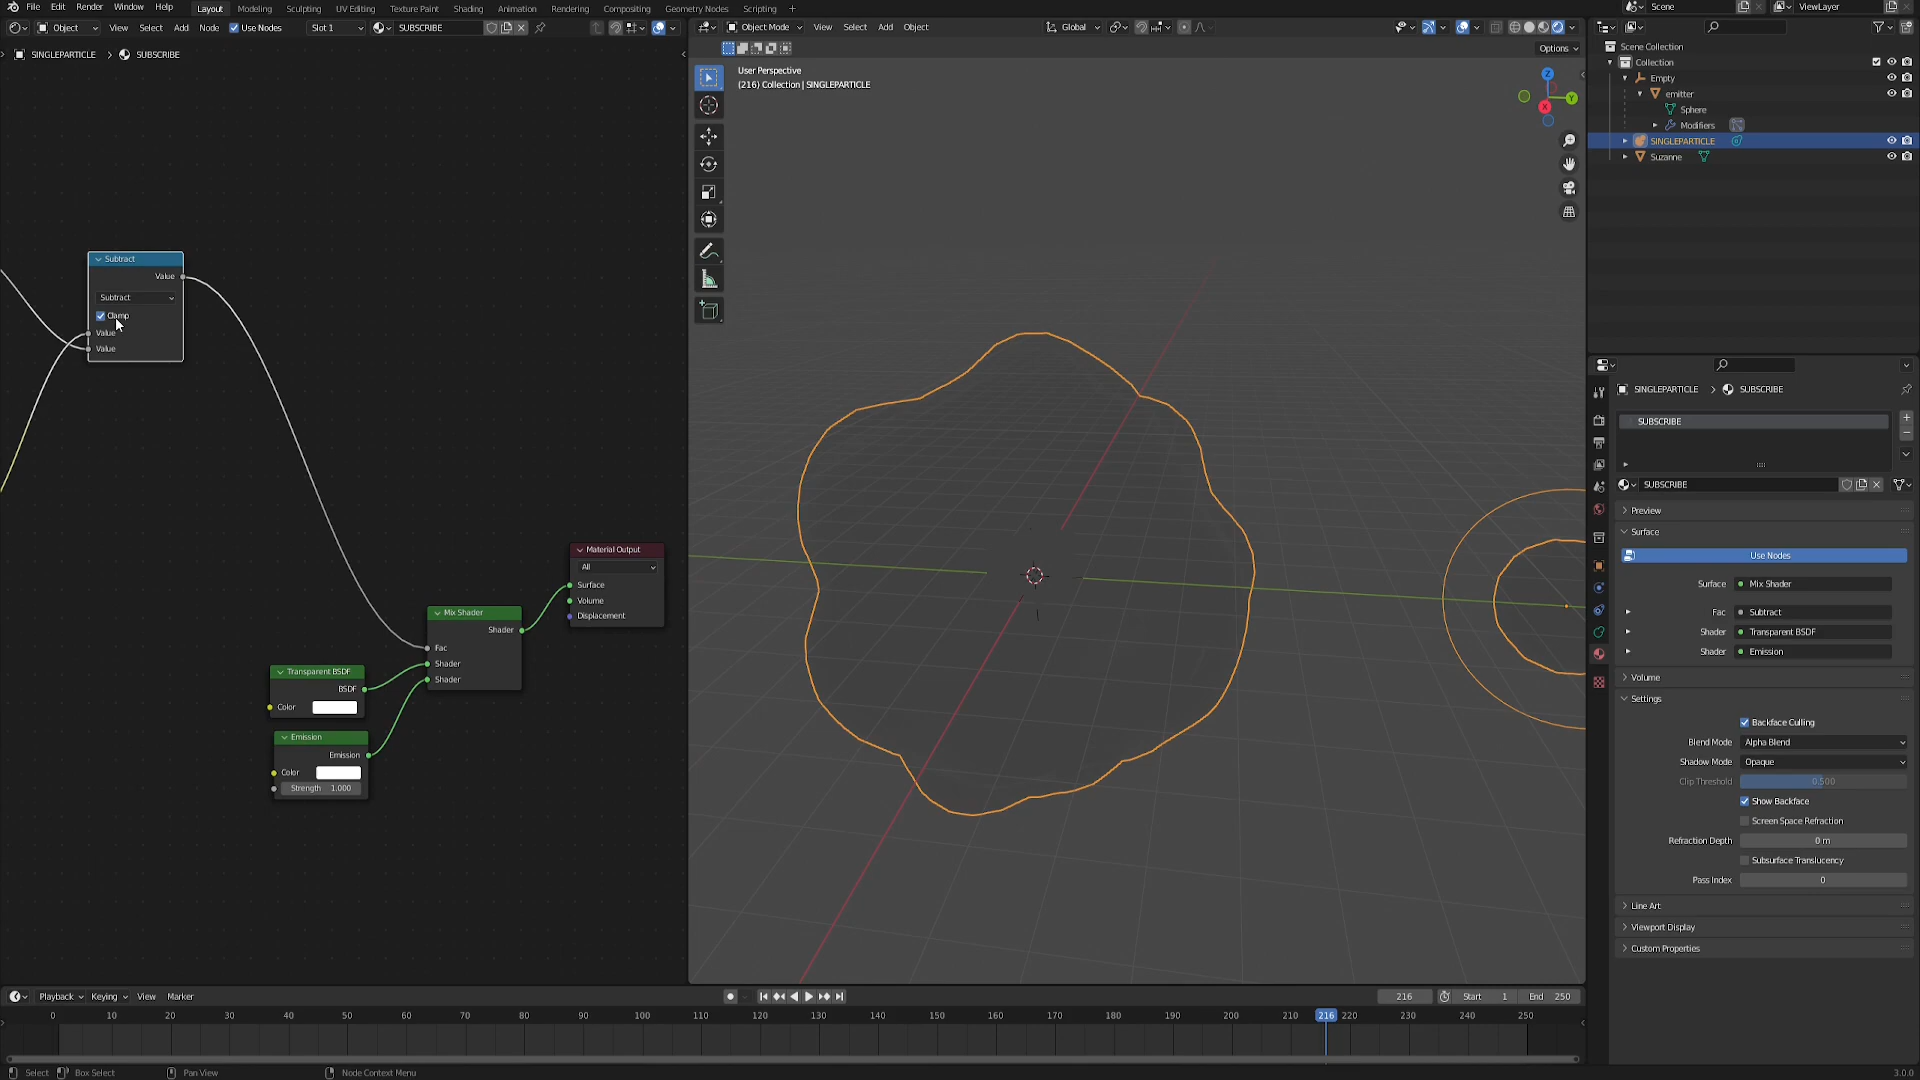 File Edit Render Window Help Layout Modeling Sculpting UV Editing Texture Paint Shading Animation Rendering Compositing Geometry Nodes Scripting + Scene ViewLayer
Object View Select Add Node Use Nodes Slot 1 SUBSCRIBE
Object Mode View Select Add Object Global
Options
SINGLEPARTICLE > SUBSCRIBE
User Perspective
(216) Collection | SINGLEPARTICLE
Z
Y
X
Scene Collection
Collection
Empty
emitter
Sphere
Modifiers
SINGLEPARTICLE
Suzanne
Subtract
Value
Subtract
Clamp
Value
Value
Material Output
All
Surface
Volume
Displacement
Mix Shader
Shader
Fac
Shader
Shader
Transparent BSDF
BSDF
Color
Emission
Emission
Color
Strength 1.000
SINGLEPARTICLE > SUBSCRIBE
SUBSCRIBE
SUBSCRIBE
Preview
Surface
Use Nodes
Surface Mix Shader
Fac Subtract
Shader Transparent BSDF
Shader Emission
Volume
Settings
Backface Culling
Blend Mode Alpha Blend
Shadow Mode Opaque
Clip Threshold 0.500
Show Backface
Screen Space Refraction
Refraction Depth 0 m
Subsurface Translucency
Pass Index 0
Line Art
Viewport Display
Custom Properties
Playback Keying View Marker 216 Start 1 End 250
0 10 20 30 40 50 60 70 80 90 100 110 120 130 140 150 160 170 180 190 200 210 216 220 230 240 250
Select Box Select Pan View Node Context Menu 3.0.0